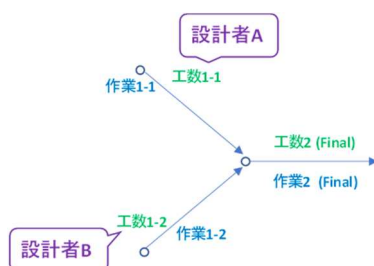 設計者A
工数1-1
作業1-1
工数2 (Final)
作業2 (Final)
工数1-2
作業1-2
設計者B